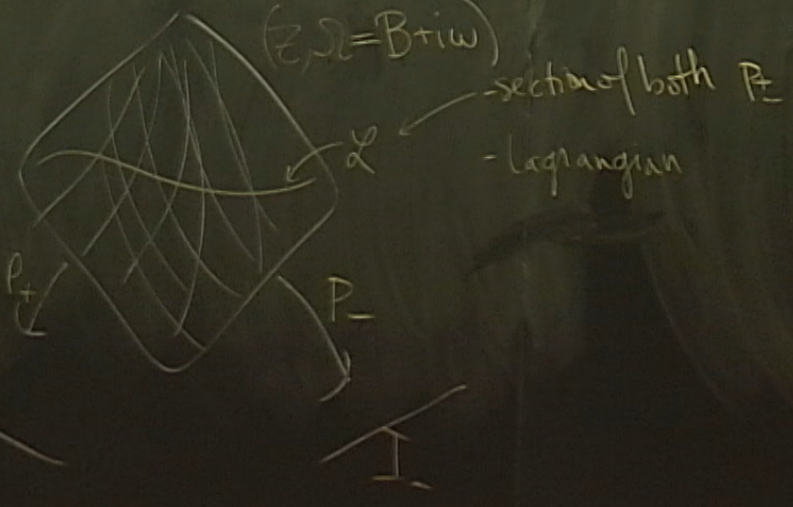 (Z, Ω = B + iω)
- section of both P±
L
- Lagrangian
P+
P-
I-